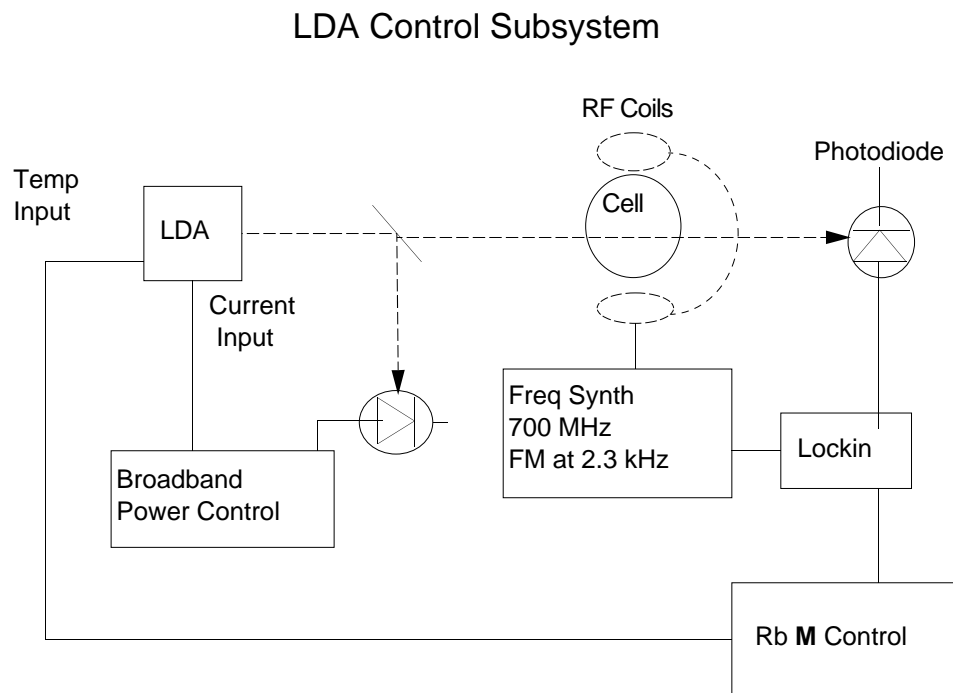 LDA Control Subsystem
RF Coils
Photodiode
Temp
Input
LDA
Cell
Current
Input
Freq Synth
700 MHz
FM at 2.3 kHz
Lockin
Broadband
Power Control
Rb M Control